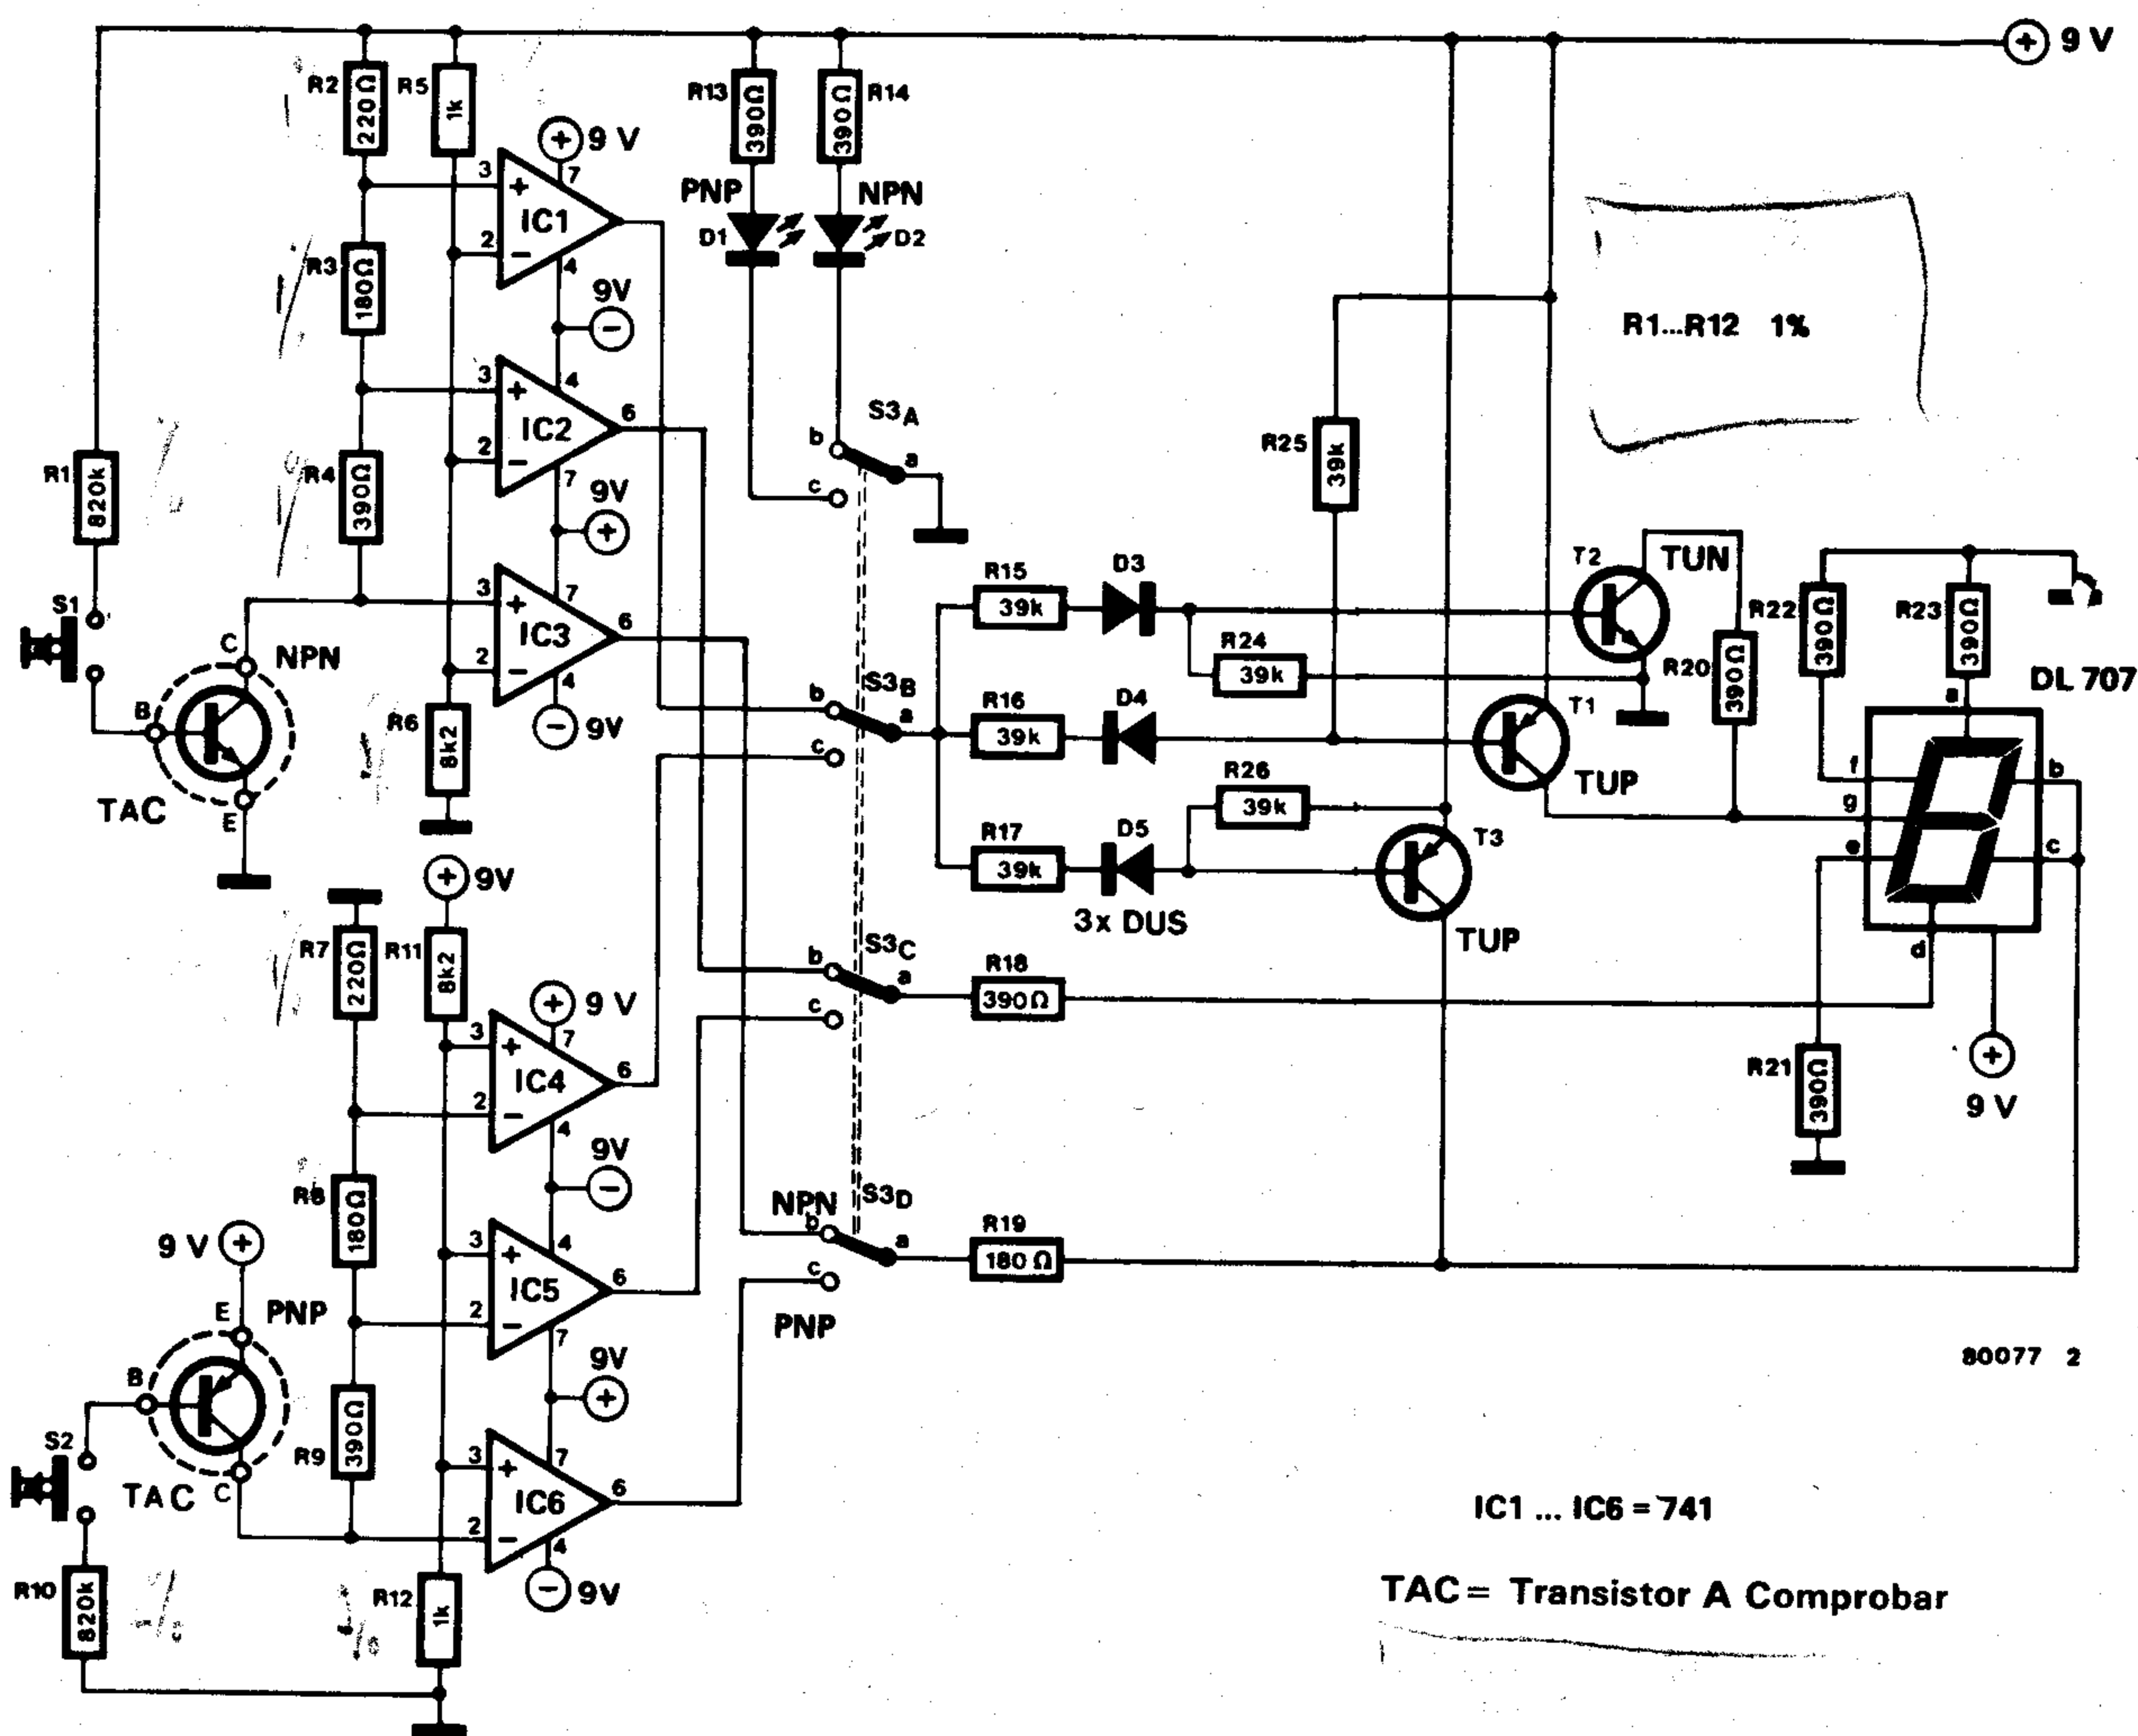 9 V
R2
220Ω
R5
1k
R13
390Ω
R14
390Ω
9 V
3
7
+
IC1
2
−
4
PNP
NPN
D1
D2
R3
180Ω
9V
R1...R12 1%
3
4
+
IC2
6
2
−
7
S3A
b
a
c
R25
39k
R1
820k
R4
390Ω
9V
3
7
+
IC3
6
2
−
4
9V
S1
C
NPN
B
TAC
E
R6
8k2
R15
39k
D3
T2
TUN
R24
39k
R20
390Ω
R22
390Ω
R23
390Ω
DL 707
S3B
b
a
c
R16
39k
D4
T1
TUP
R26
39k
R17
39k
D5
T3
TUP
3x DUS
a
f
b
g
e
c
d
9V
R7
220Ω
R11
8k2
S3C
b
a
c
R18
390Ω
9 V
3
7
+
IC4
6
2
−
4
R21
390Ω
9 V
9V
R8
180Ω
NPN
S3D
b
a
c
PNP
R19
180 Ω
3
4
+
IC5
6
2
−
7
9 V
E
PNP
B
TAC
C
9V
80077 2
R9
390Ω
S2
3
7
+
IC6
6
2
−
4
9V
R10
820k
R12
1k
IC1 ... IC6 = 741
TAC = Transistor A Comprobar